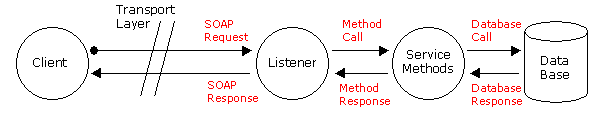 Transport
Layer
SOAP
Request
Method
Call
Database
Call
Client
Listener
Service
Methods
Data
Base
SOAP
Response
Method
Response
Database
Response